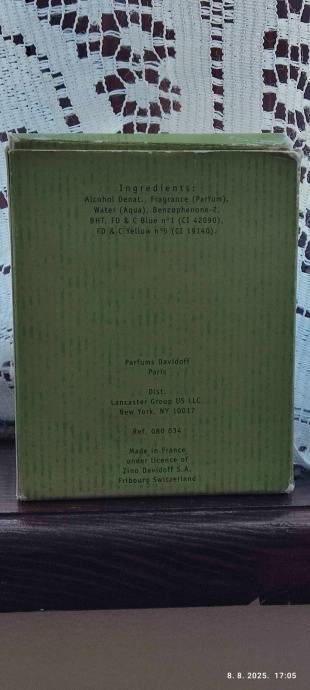 Ingredients:
Alcohol Denat., Fragrance (Parfum),
Water (Aqua), Benzophenone-2,
BHT, FD & C Blue n°1 (CI 42090),
FD & C Yellow n°5 (CI 19140).
Parfums Davidoff
Paris
Dist.
Lancaster Group US LLC.
New York, NY 10017
Ref. 080 034
Made in France
under licence of
Zino Davidoff S.A.
Fribourg Switzerland
8. 8. 2025. 17:05